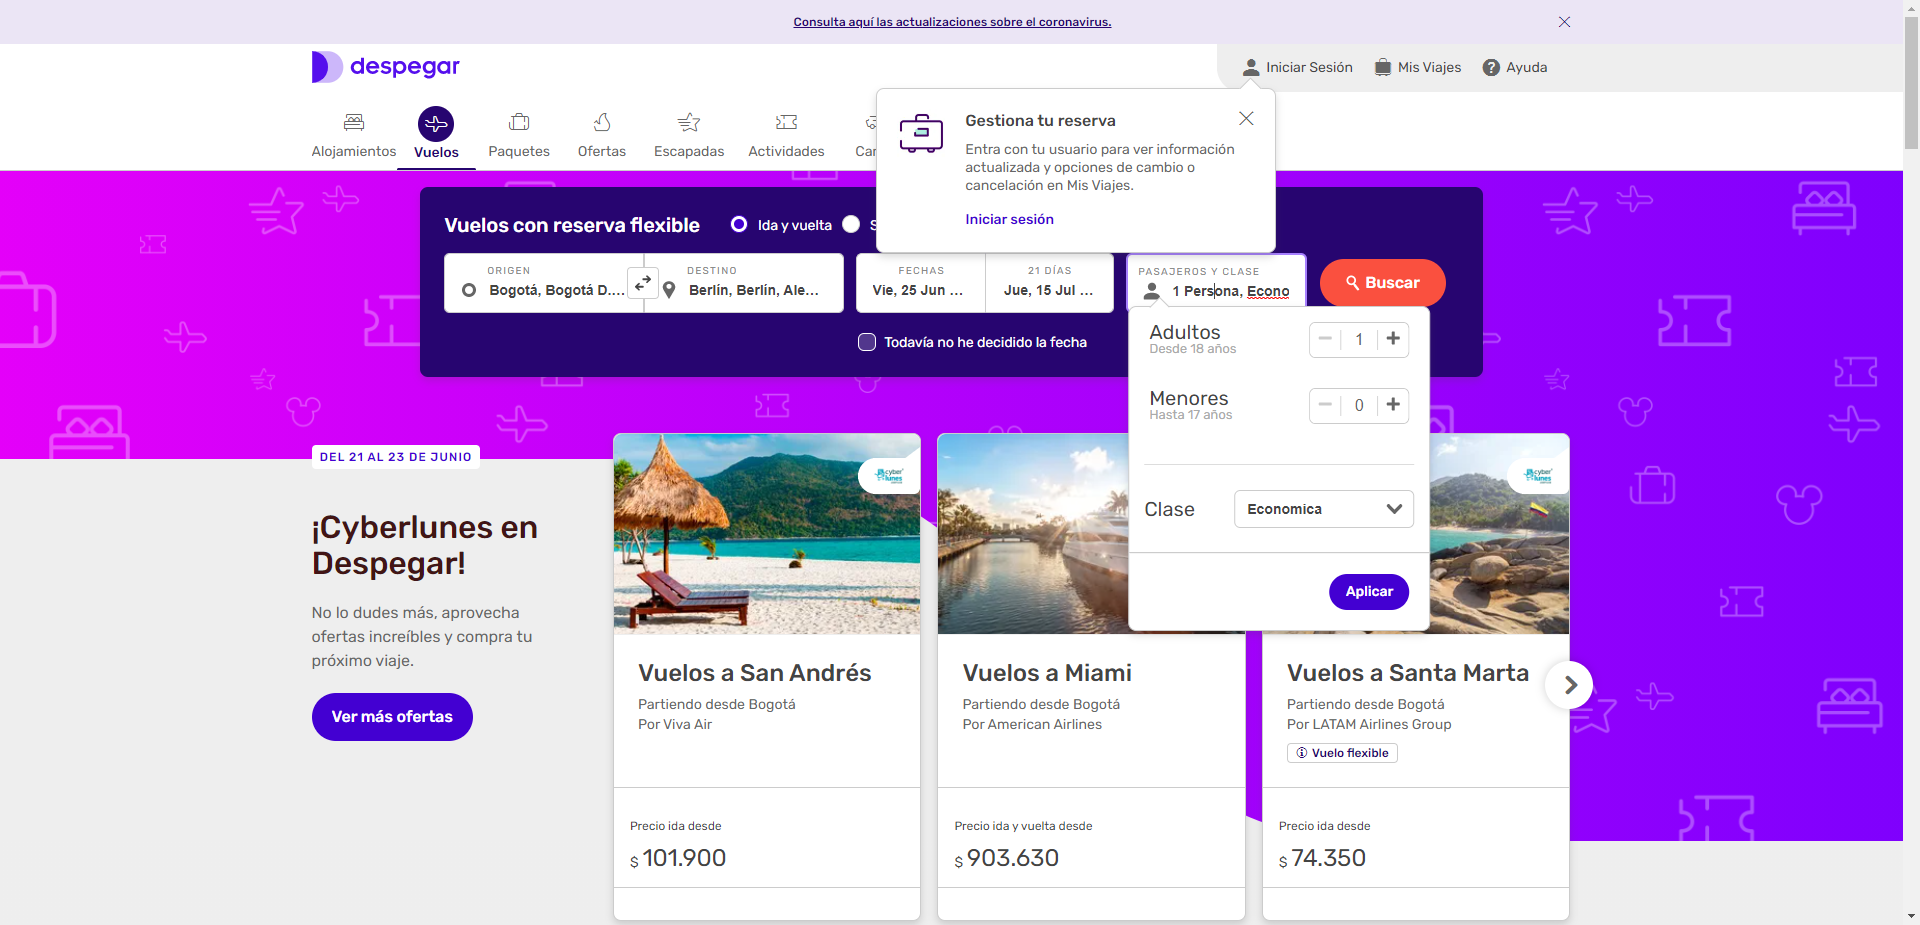 Consulta aquí las actualizaciones sobre el coronavirus.
despegar
Iniciar Sesión
Mis Viajes
Ayuda
Alojamientos
Vuelos
Paquetes
Ofertas
Escapadas
Actividades
Gestiona tu reserva
Entra con tu usuario para ver información
actualizada y opciones de cambio o
cancelación en Mis Viajes.
Iniciar sesión
Vuelos con reserva flexible
Ida y vuelta
ORIGEN
Bogotá, Bogotá D....
DESTINO
Berlín, Berlín, Ale...
FECHAS
Vie, 25 Jun ...
21 DÍAS
Jue, 15 Jul ...
PASAJEROS Y CLASE
1 Persona, Econo
Buscar
Todavía no he decidido la fecha
Adultos
Desde 18 años
1
Menores
Hasta 17 años
0
Clase
Economica
Aplicar
DEL 21 AL 23 DE JUNIO
¡Cyberlunes en
Despegar!
No lo dudes más, aprovecha
ofertas increíbles y compra tu
próximo viaje.
Ver más ofertas
cyber
lunes
Vuelos a San Andrés
Partiendo desde Bogotá
Por Viva Air
Precio ida desde
$ 101.900
Vuelos a Miami
Partiendo desde Bogotá
Por American Airlines
Precio ida y vuelta desde
$ 903.630
cyber
lunes
Vuelos a Santa Marta
Partiendo desde Bogotá
Por LATAM Airlines Group
Vuelo flexible
Precio ida desde
$ 74.350